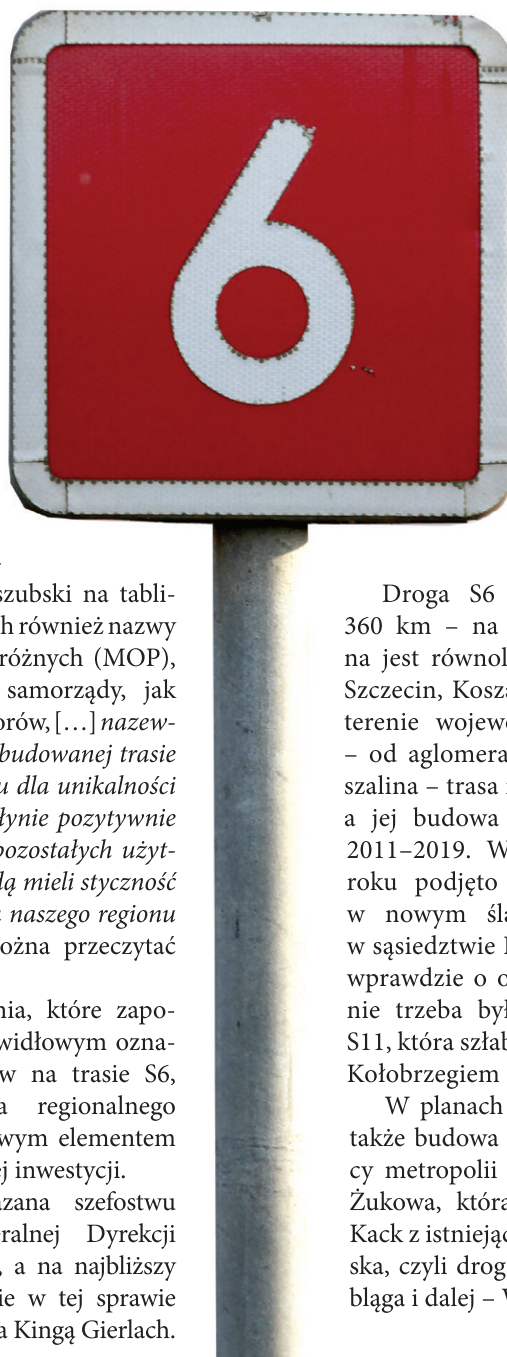 6
szubski na tabli-
h również nazwy
różnych (MOP),
samorządy, jak
orów, […] nazew-
budowanej trasie
u dla unikalności
łynie pozytywnie
pozostałych użyt-
dą mieli styczność
naszego regionu
ożna przeczytać
nia, które zapo-
widłowym ozna-
w na trasie S6,
a regionalnego
wym elementem
ej inwestycji.
zana szefostwu
ralnej Dyrekcji
, a na najbliższy
ie w tej sprawie
a Kingą Gierlach.
Droga S6
360 km – na
na jest równol
Szczecin, Kosza
terenie wojewó
– od aglomera
szalina – trasa
a jej budowa
2011–2019. W
roku podjęto
w nowym śla
w sąsiedztwie
wprawdzie o o
nie trzeba był
S11, która szłab
Kołobrzegiem
W planach
także budowa
cy metropolii
Żukowa, która
Kack z istniejąc
ska, czyli drog
bląga i dalej –